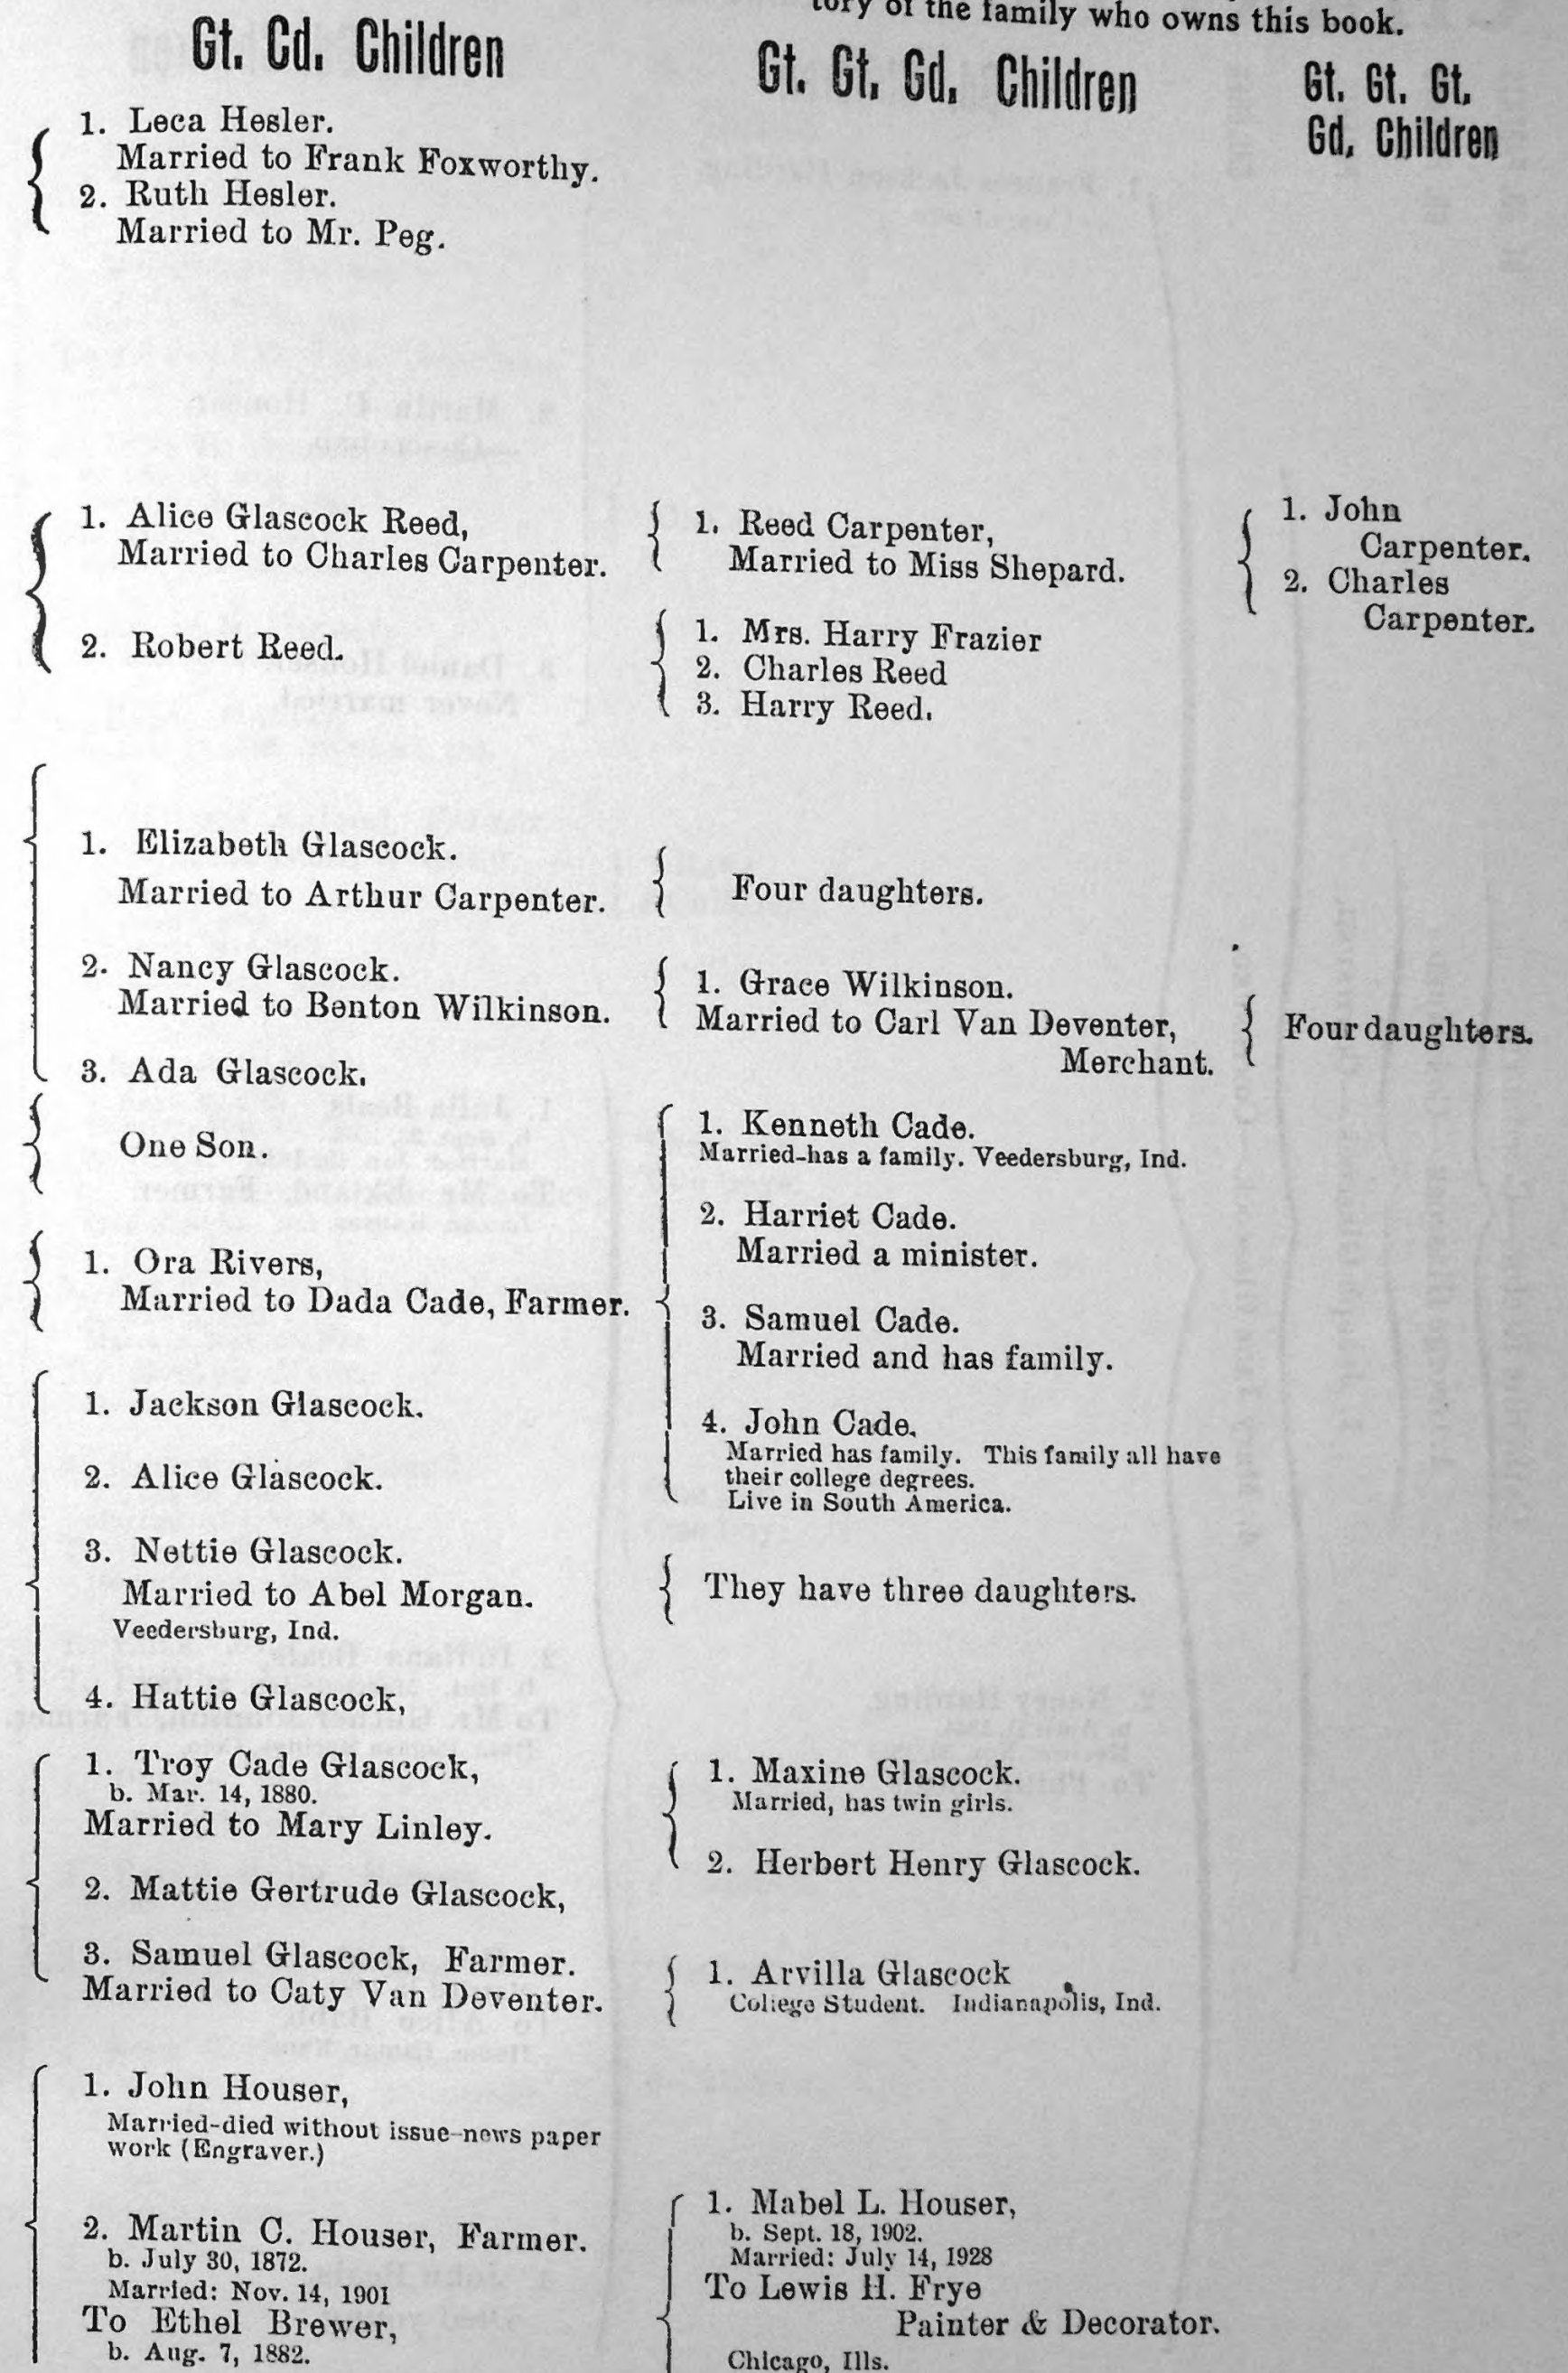 tory of the family who owns this book.
Gt. Cd. Children
Gt. Gt. Gd. Children
Gt. Gt. Gt.
Gd. Children
1. Leca Hesler.
Married to Frank Foxworthy.
2. Ruth Hesler.
Married to Mr. Peg.
1. Alice Glascock Reed,
Married to Charles Carpenter.
1. Reed Carpenter,
Married to Miss Shepard.
1. John
Carpenter.
2. Charles
Carpenter.
2. Robert Reed.
1. Mrs. Harry Frazier
2. Charles Reed
3. Harry Reed.
1. Elizabeth Glascock.
Married to Arthur Carpenter.
Four daughters.
2. Nancy Glascock.
Married to Benton Wilkinson.
1. Grace Wilkinson.
Married to Carl Van Deventer,
Merchant.
Four daughters.
3. Ada Glascock.
One Son.
1. Ora Rivers,
Married to Dada Cade, Farmer.
1. Kenneth Cade.
Married-has a family. Veedersburg, Ind.
2. Harriet Cade.
Married a minister.
3. Samuel Cade.
Married and has family.
4. John Cade.
Married has family. This family all have
their college degrees.
Live in South America.
1. Jackson Glascock.
2. Alice Glascock.
3. Nettie Glascock.
Married to Abel Morgan.
Veedersburg, Ind.
They have three daughters.
4. Hattie Glascock,
1. Troy Cade Glascock,
b. Mar. 14, 1880.
Married to Mary Linley.
1. Maxine Glascock.
Married, has twin girls.
2. Herbert Henry Glascock.
2. Mattie Gertrude Glascock,
3. Samuel Glascock, Farmer.
Married to Caty Van Deventer.
1. Arvilla Glascock
College Student. Indianapolis, Ind.
1. John Houser,
Married-died without issue-news paper
work (Engraver.)
2. Martin C. Houser, Farmer.
b. July 30, 1872.
Married: Nov. 14, 1901
To Ethel Brewer,
b. Aug. 7, 1882.
1. Mabel L. Houser,
b. Sept. 18, 1902.
Married: July 14, 1928
To Lewis H. Frye
Painter & Decorator.
Chicago, Ills.